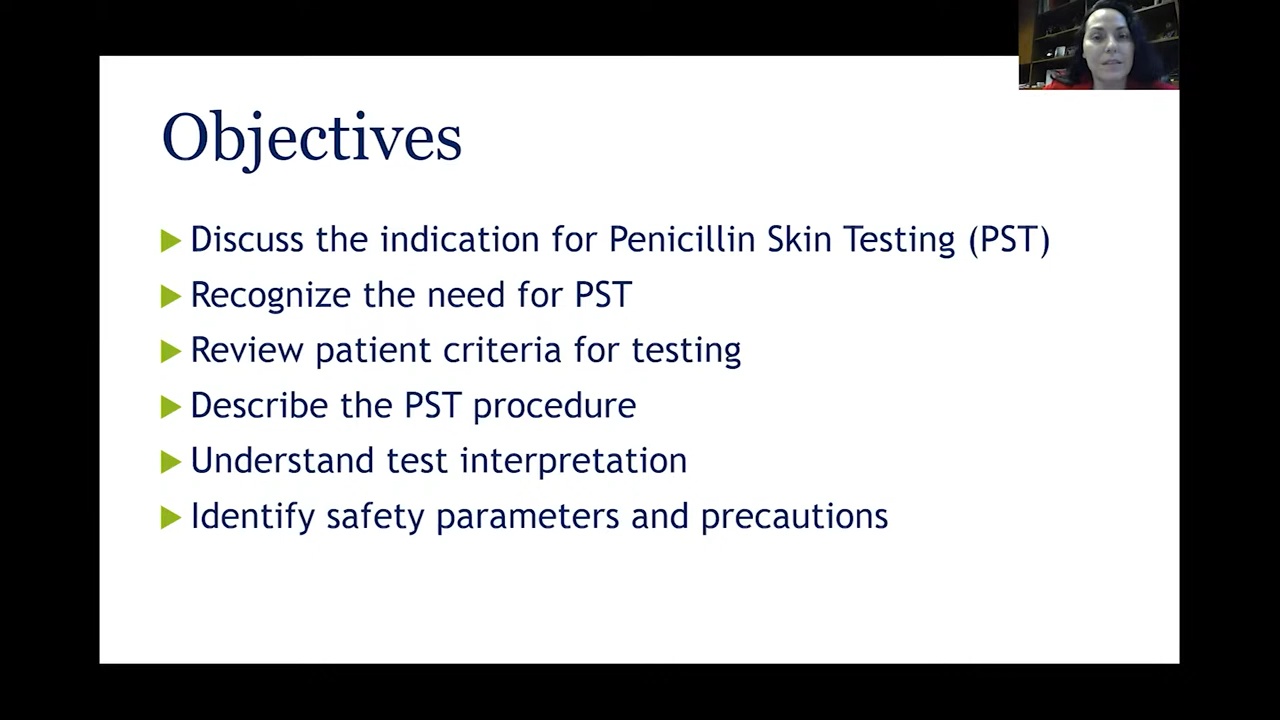 Objectives
Discuss the indication for Penicillin Skin Testing (PST)
Recognize the need for PST
Review patient criteria for testing
Describe the PST procedure
Understand test interpretation
Identify safety parameters and precautions